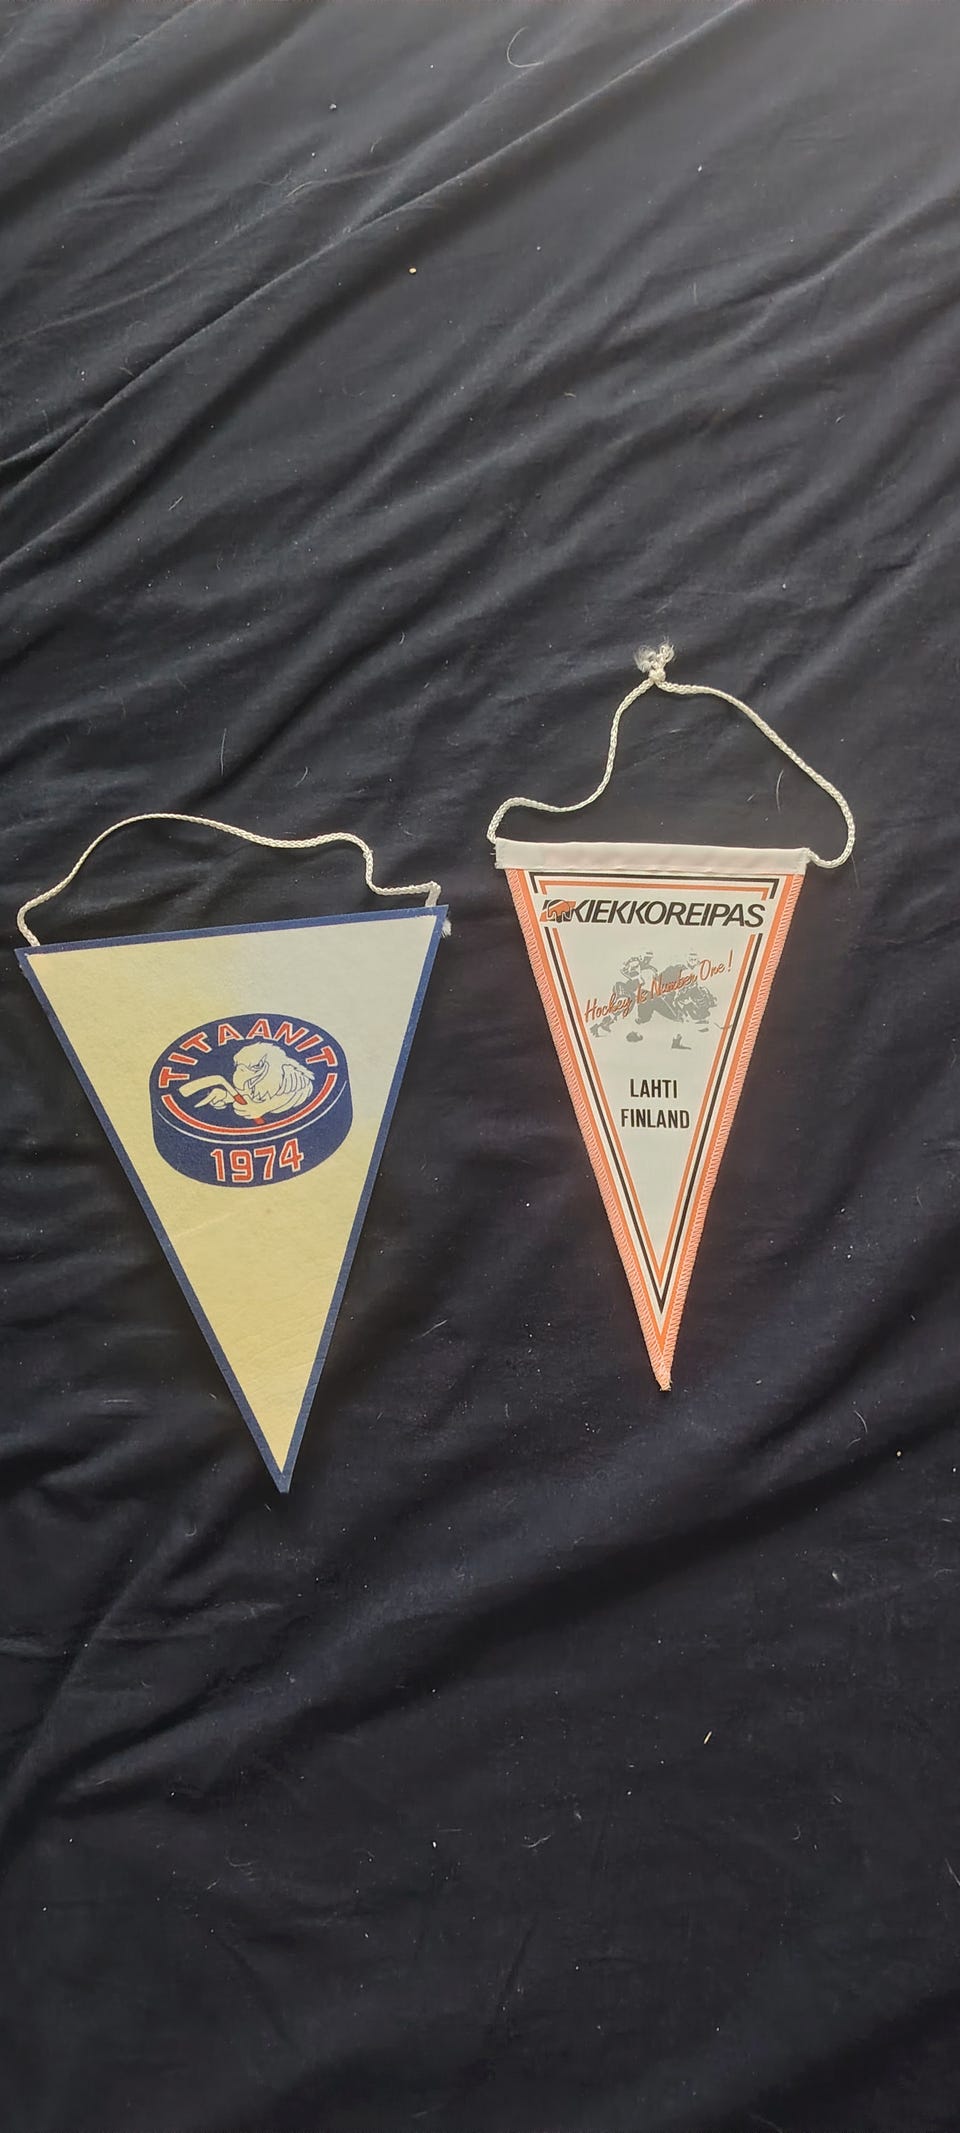 TITAANIT
1974
KIEKKOREIPAS
Hockey Is Number One!
LAHTI
FINLAND